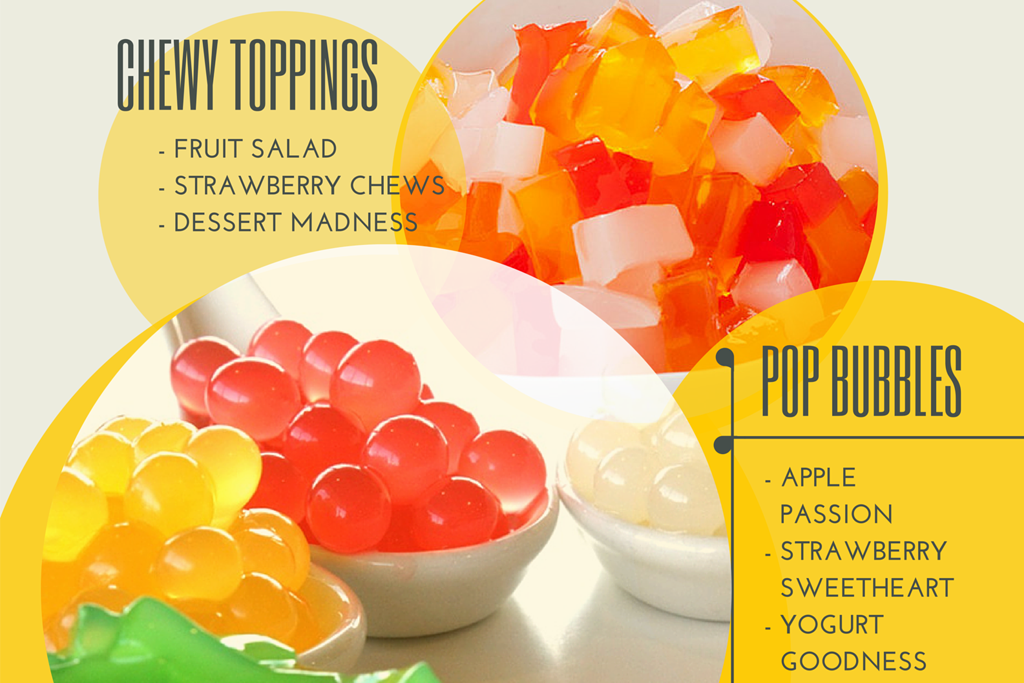 CHEWY TOPPINGS
- FRUIT SALAD
- STRAWBERRY CHEWS
- DESSERT MADNESS
POP BUBBLES
- APPLE
PASSION
- STRAWBERRY
SWEETHEART
- YOGURT
GOODNESS